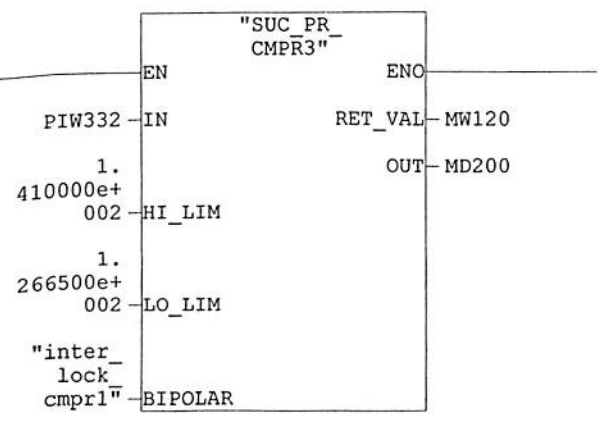 "SUC_PR_
CMPR3"
EN ENO
PIW332 IN RET_VAL MW120
OUT MD200
1.
410000e+
002 HI_LIM
1.
266500e+
002 LO_LIM
"inter_
lock_
cmpr1" BIPOLAR